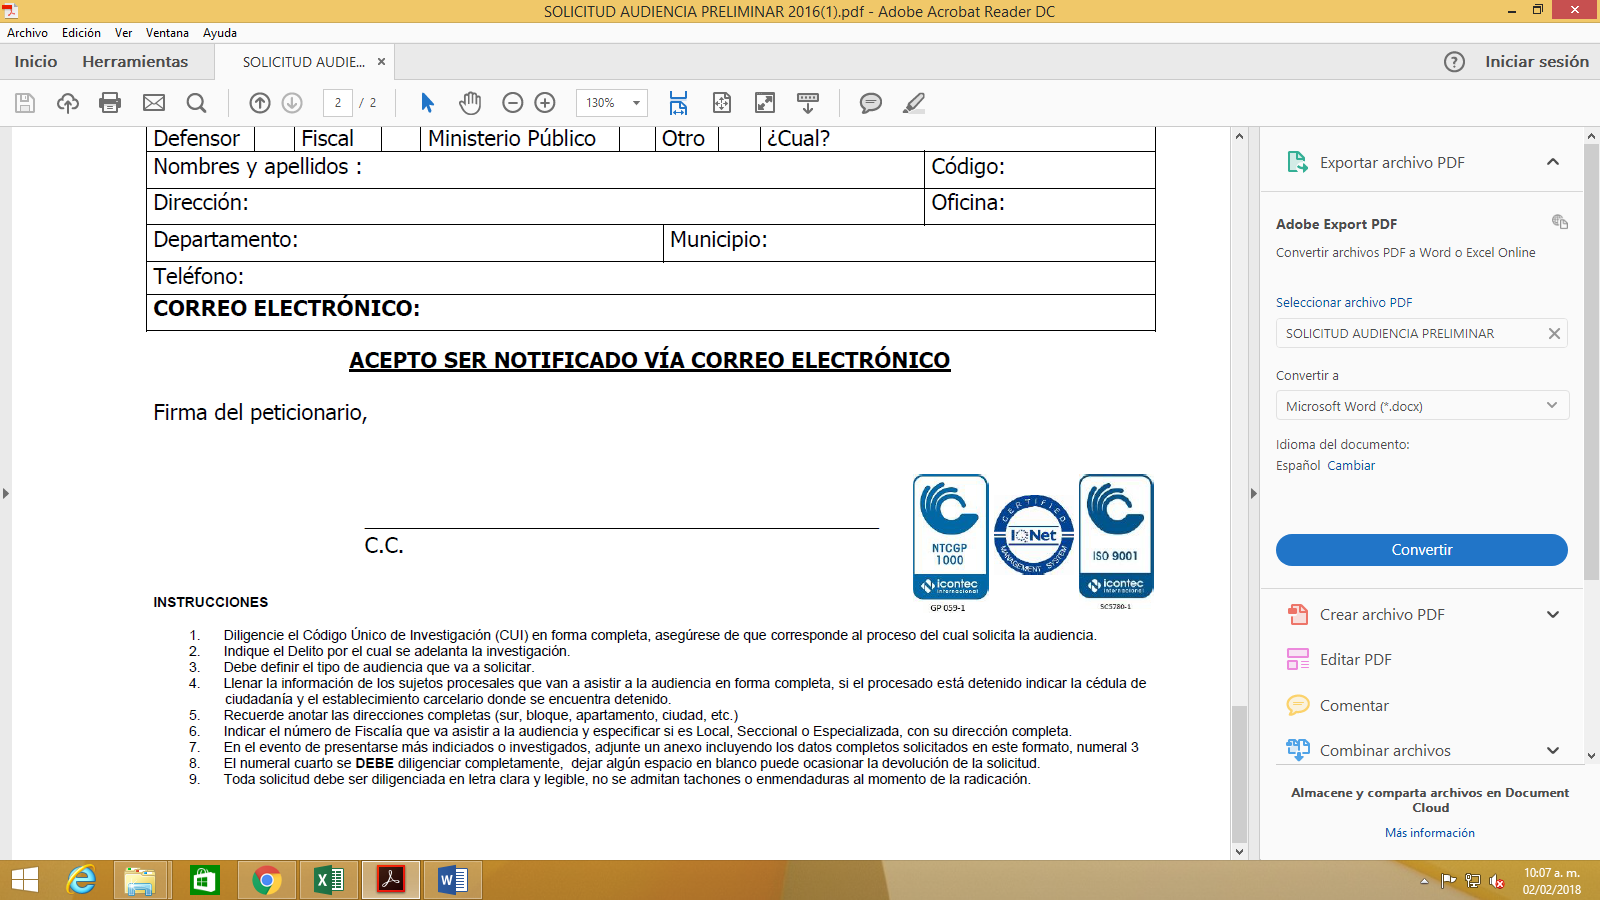 SOLICITUD AUDIENCIA PRELIMINAR 2016(1).pdf - Adobe Acrobat Reader DC
Archivo Edición Ver Ventana Ayuda
Inicio Herramientas SOLICITUD AUDIE... Iniciar sesión
2 / 2 130%
Defensor Fiscal Ministerio Público Otro ¿Cual?
Nombres y apellidos : Código:
Dirección: Oficina:
Departamento: Municipio:
Teléfono:
CORREO ELECTRÓNICO:
ACEPTO SER NOTIFICADO VÍA CORREO ELECTRÓNICO
Firma del peticionario,
C.C.
NTCGP
1000
icontec
internacional
GP 059-1
CERTIFIED
IQNet
MANAGEMENT SYSTEM
ISO 9001
icontec
internacional
SC5780-1
INSTRUCCIONES
1. Diligencie el Código Único de Investigación (CUI) en forma completa, asegúrese de que corresponde al proceso del cual solicita la audiencia.
2. Indique el Delito por el cual se adelanta la investigación.
3. Debe definir el tipo de audiencia que va a solicitar.
4. Llenar la información de los sujetos procesales que van a asistir a la audiencia en forma completa, si el procesado está detenido indicar la cédula de
ciudadanía y el establecimiento carcelario donde se encuentra detenido.
5. Recuerde anotar las direcciones completas (sur, bloque, apartamento, ciudad, etc.)
6. Indicar el número de Fiscalía que va asistir a la audiencia y especificar si es Local, Seccional o Especializada, con su dirección completa.
7. En el evento de presentarse más indiciados o investigados, adjunte un anexo incluyendo los datos completos solicitados en este formato, numeral 3
8. El numeral cuarto se DEBE diligenciar completamente, dejar algún espacio en blanco puede ocasionar la devolución de la solicitud.
9. Toda solicitud debe ser diligenciada en letra clara y legible, no se admitan tachones o enmendaduras al momento de la radicación.
Exportar archivo PDF
Adobe Export PDF
Convertir archivos PDF a Word o Excel Online
Seleccionar archivo PDF
SOLICITUD AUDIENCIA PRELIMINAR
Convertir a
Microsoft Word (*.docx)
Idioma del documento:
Español Cambiar
Convertir
Crear archivo PDF
Editar PDF
Comentar
Combinar archivos
Almacene y comparta archivos en Document
Cloud
Más información
10:07 a. m.
02/02/2018